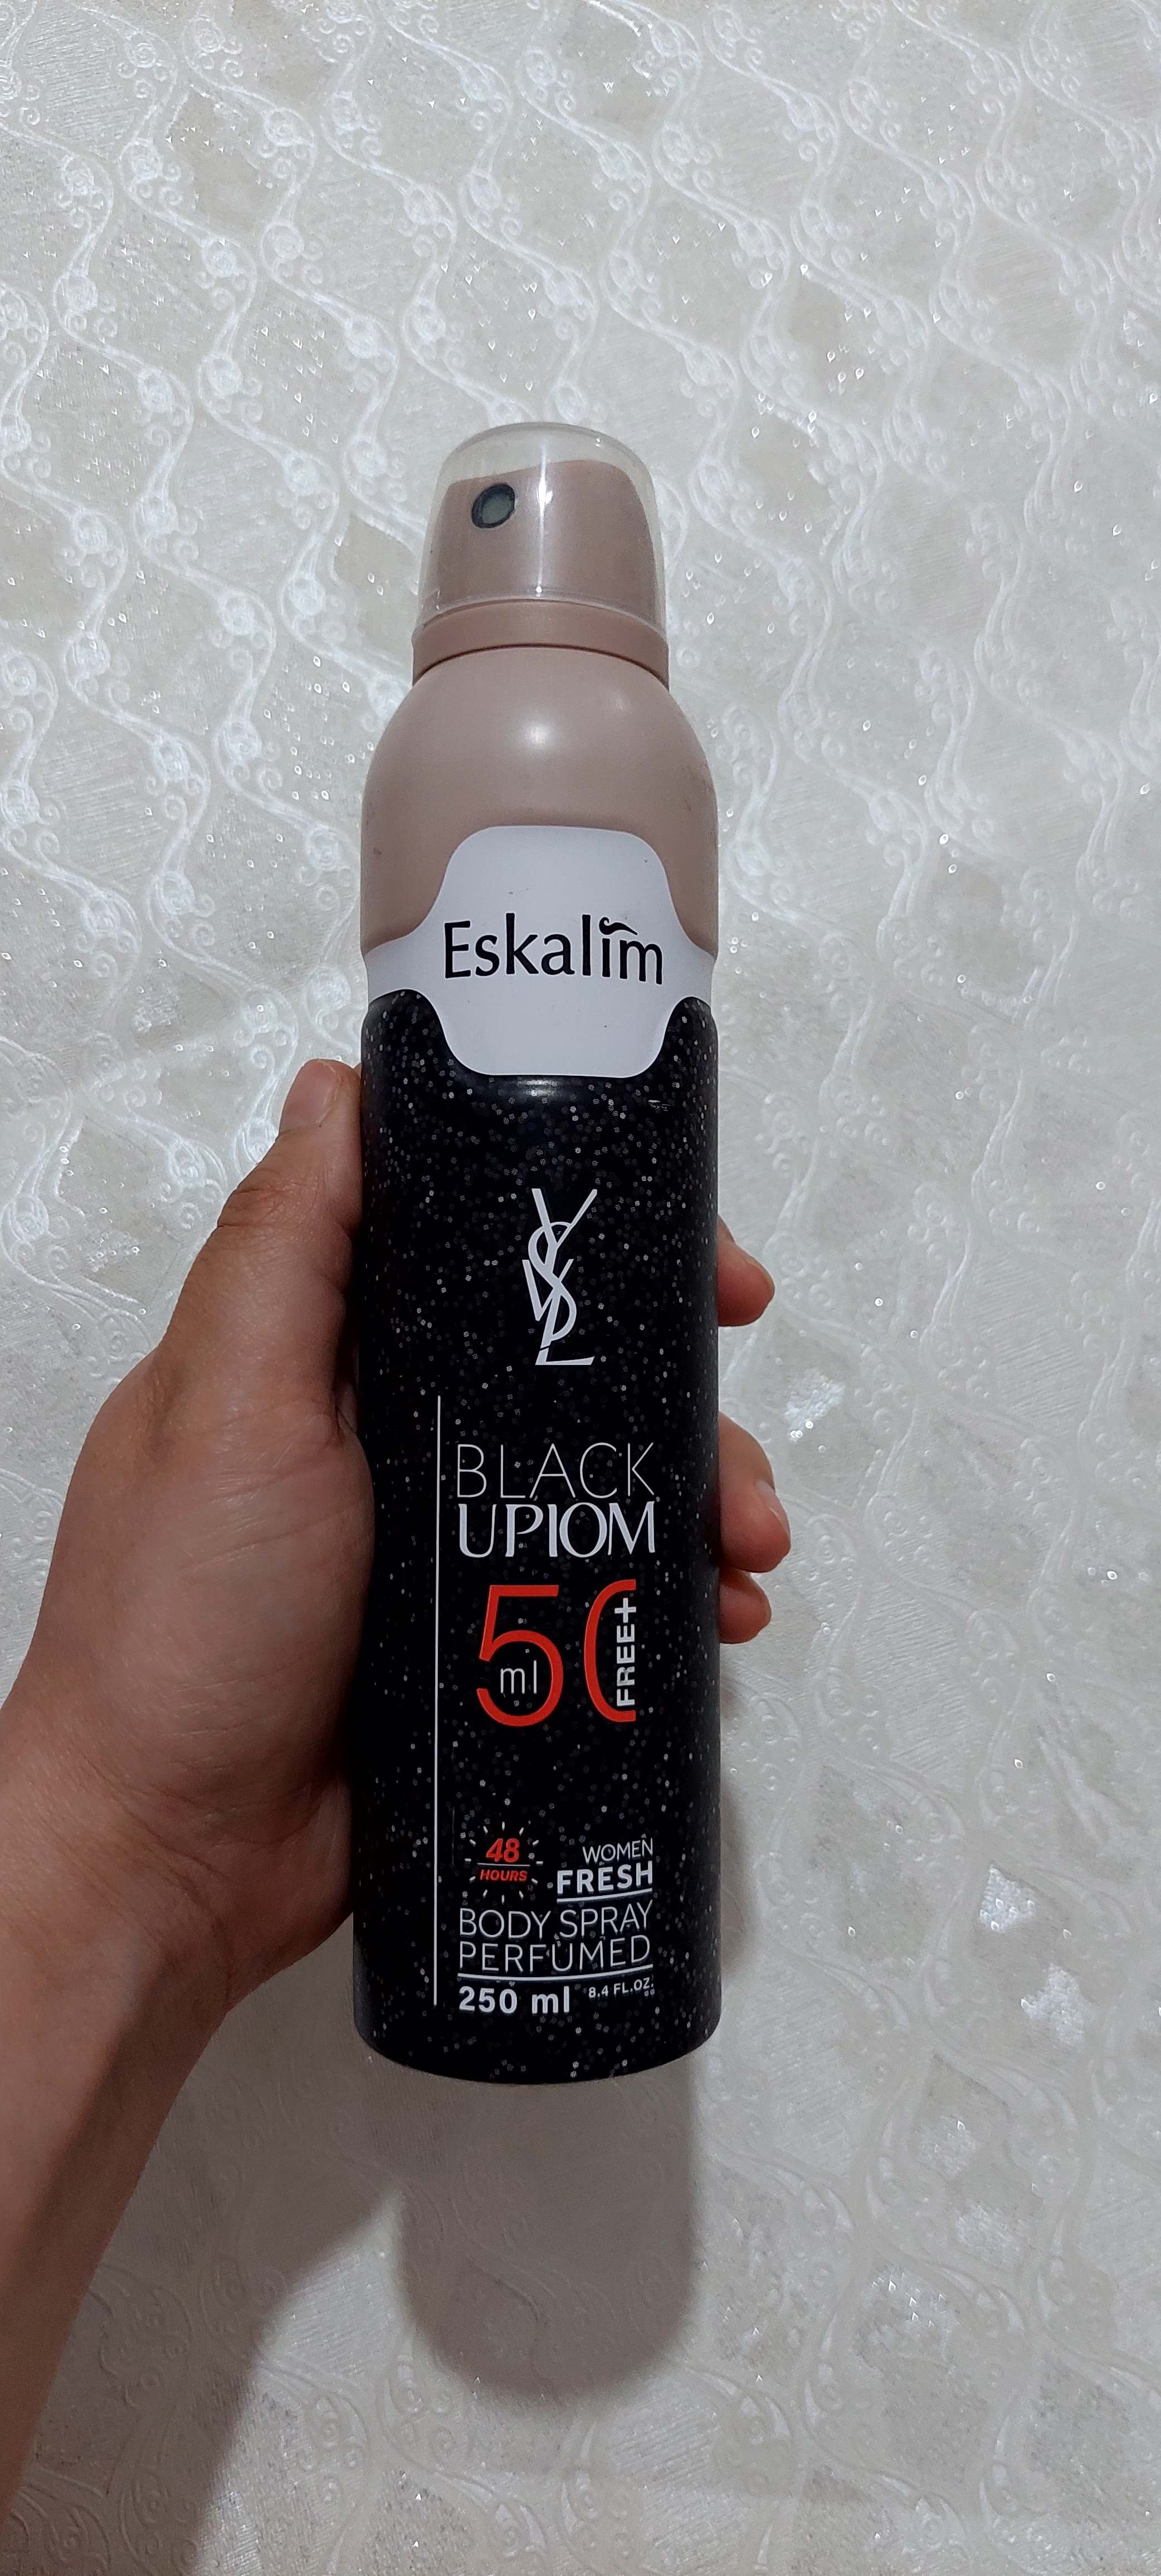 Eskalim
YSL
BLACK
UPIOM
50
ml
FREE+
48
HOURS
WOMEN
FRESH
BODY SPRAY
PERFUMED
250 ml 8.4 FL.OZ.